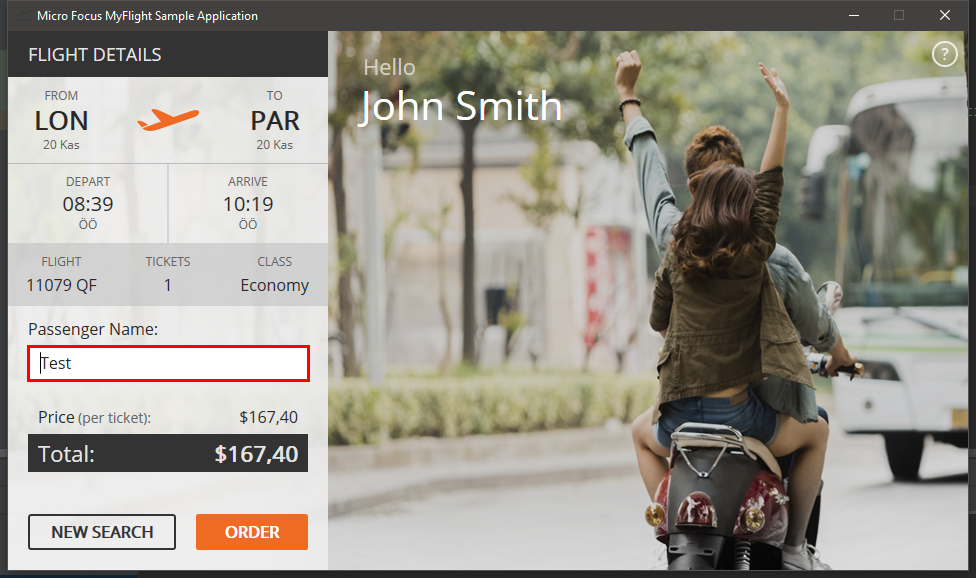 Micro Focus MyFlight Sample Application
FLIGHT DETAILS
FROM TO
LON PAR
20 Kas 20 Kas
DEPART ARRIVE
08:39 10:19
ÖÖ ÖÖ
FLIGHT TICKETS CLASS
11079 QF 1 Economy
Passenger Name:
Test
Price (per ticket): $167,40
Total: $167,40
NEW SEARCH ORDER
Hello
John Smith
?